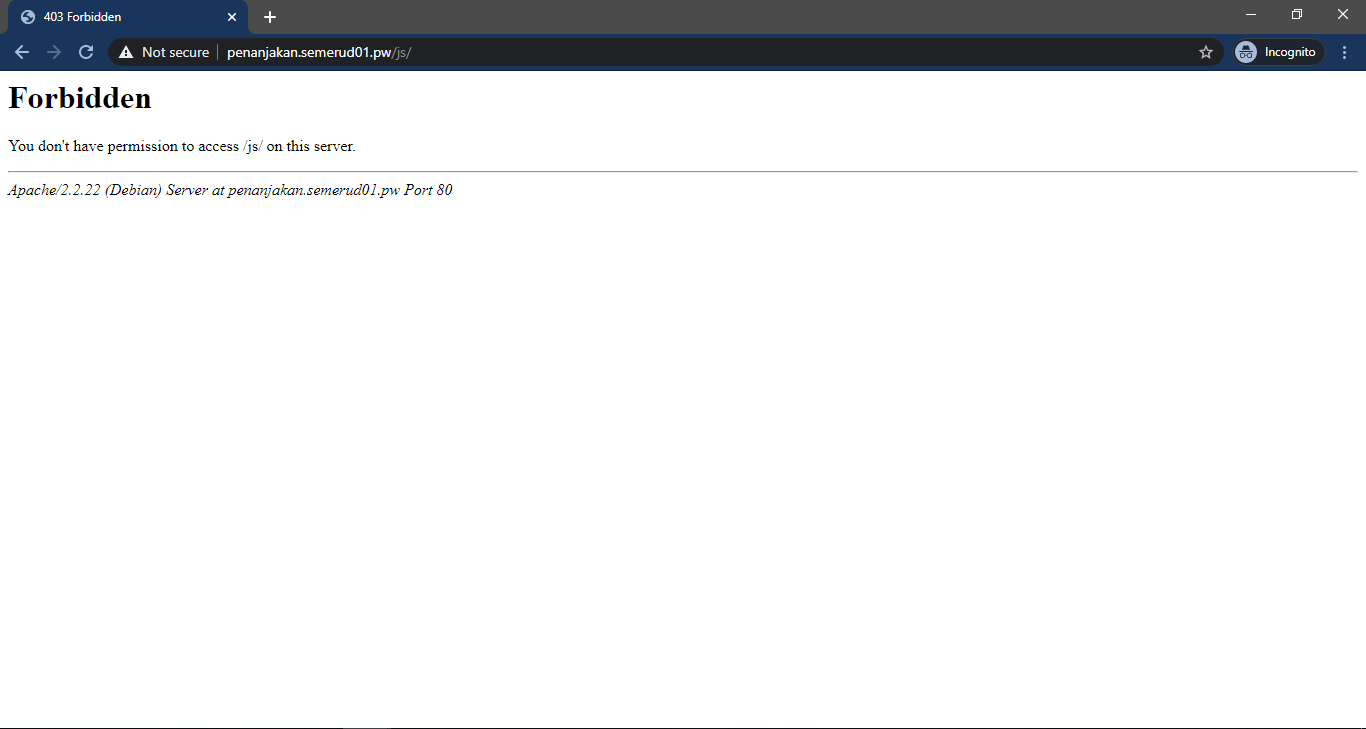 403 Forbidden
Not secure penanjakan.semerud01.pw/js/
Incognito
Forbidden
You don't have permission to access /js/ on this server.
Apache/2.2.22 (Debian) Server at penanjakan.semerud01.pw Port 80